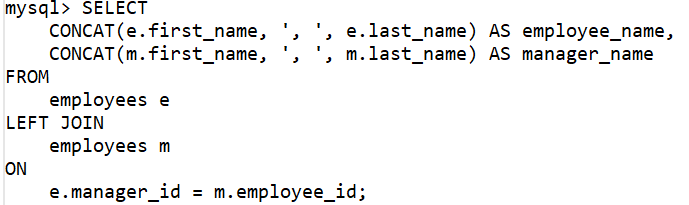 mysql> SELECT
    CONCAT(e.first_name, ', ', e.last_name) AS employee_name,
    CONCAT(m.first_name, ', ', m.last_name) AS manager_name
FROM
    employees e
LEFT JOIN
    employees m
ON
    e.manager_id = m.employee_id;